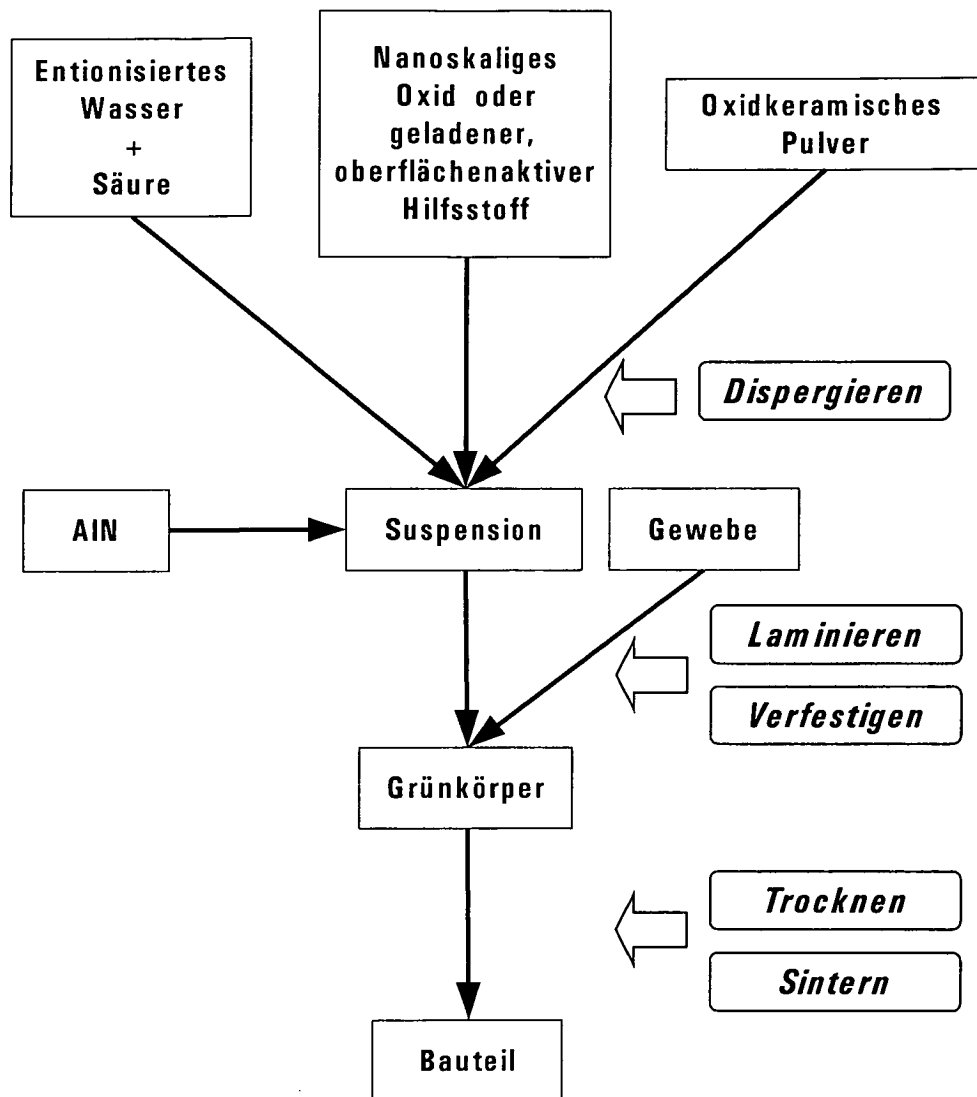 Entionisiertes
Wasser
+
Säure
Nanoskaliges
Oxid oder
geladener,
oberflächenaktiver
Hilfsstoff
Oxidkeramisches
Pulver
Dispergieren
AlN
Suspension
Gewebe
Laminieren
Verfestigen
Grünkörper
Trocknen
Sintern
Bauteil